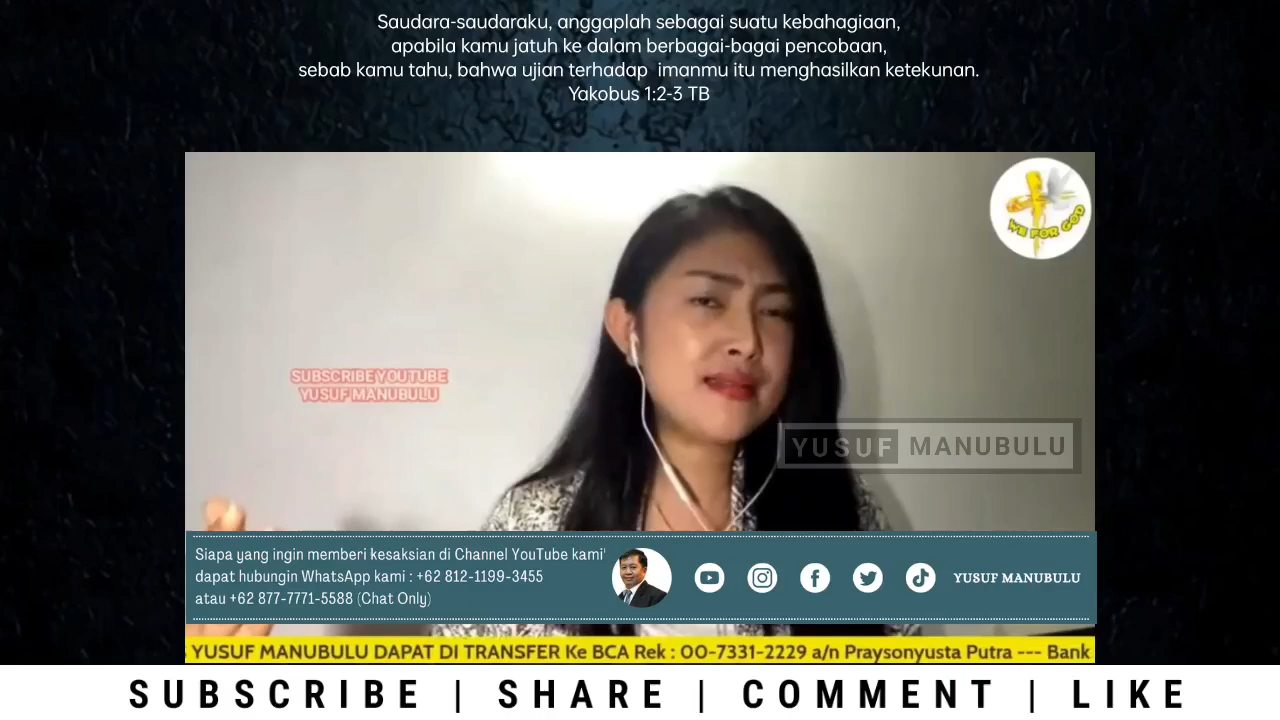 Saudara-saudaraku, anggaplah sebagai suatu kebahagiaan,
apabila kamu jatuh ke dalam berbagai-bagai pencobaan,
sebab kamu tahu, bahwa ujian terhadap imanmu itu menghasilkan ketekunan.
Yakobus 1:2-3 TB
WE FOR GOD
SUBSCRIBE YOUTUBE
YUSUF MANUBULU
YUSUF MANUBULU
Siapa yang ingin memberi kesaksian di Channel YouTube kami'
dapat hubungin WhatsApp kami : +62 812-1199-3455
atau +62 877-7771-5588 (Chat Only)
YUSUF MANUBULU
YUSUF MANUBULU DAPAT DI TRANSFER Ke BCA Rek : 00-7331-2229 a/n Praysonyusta Putra --- Bank
SUBSCRIBE | SHARE | COMMENT | LIKE